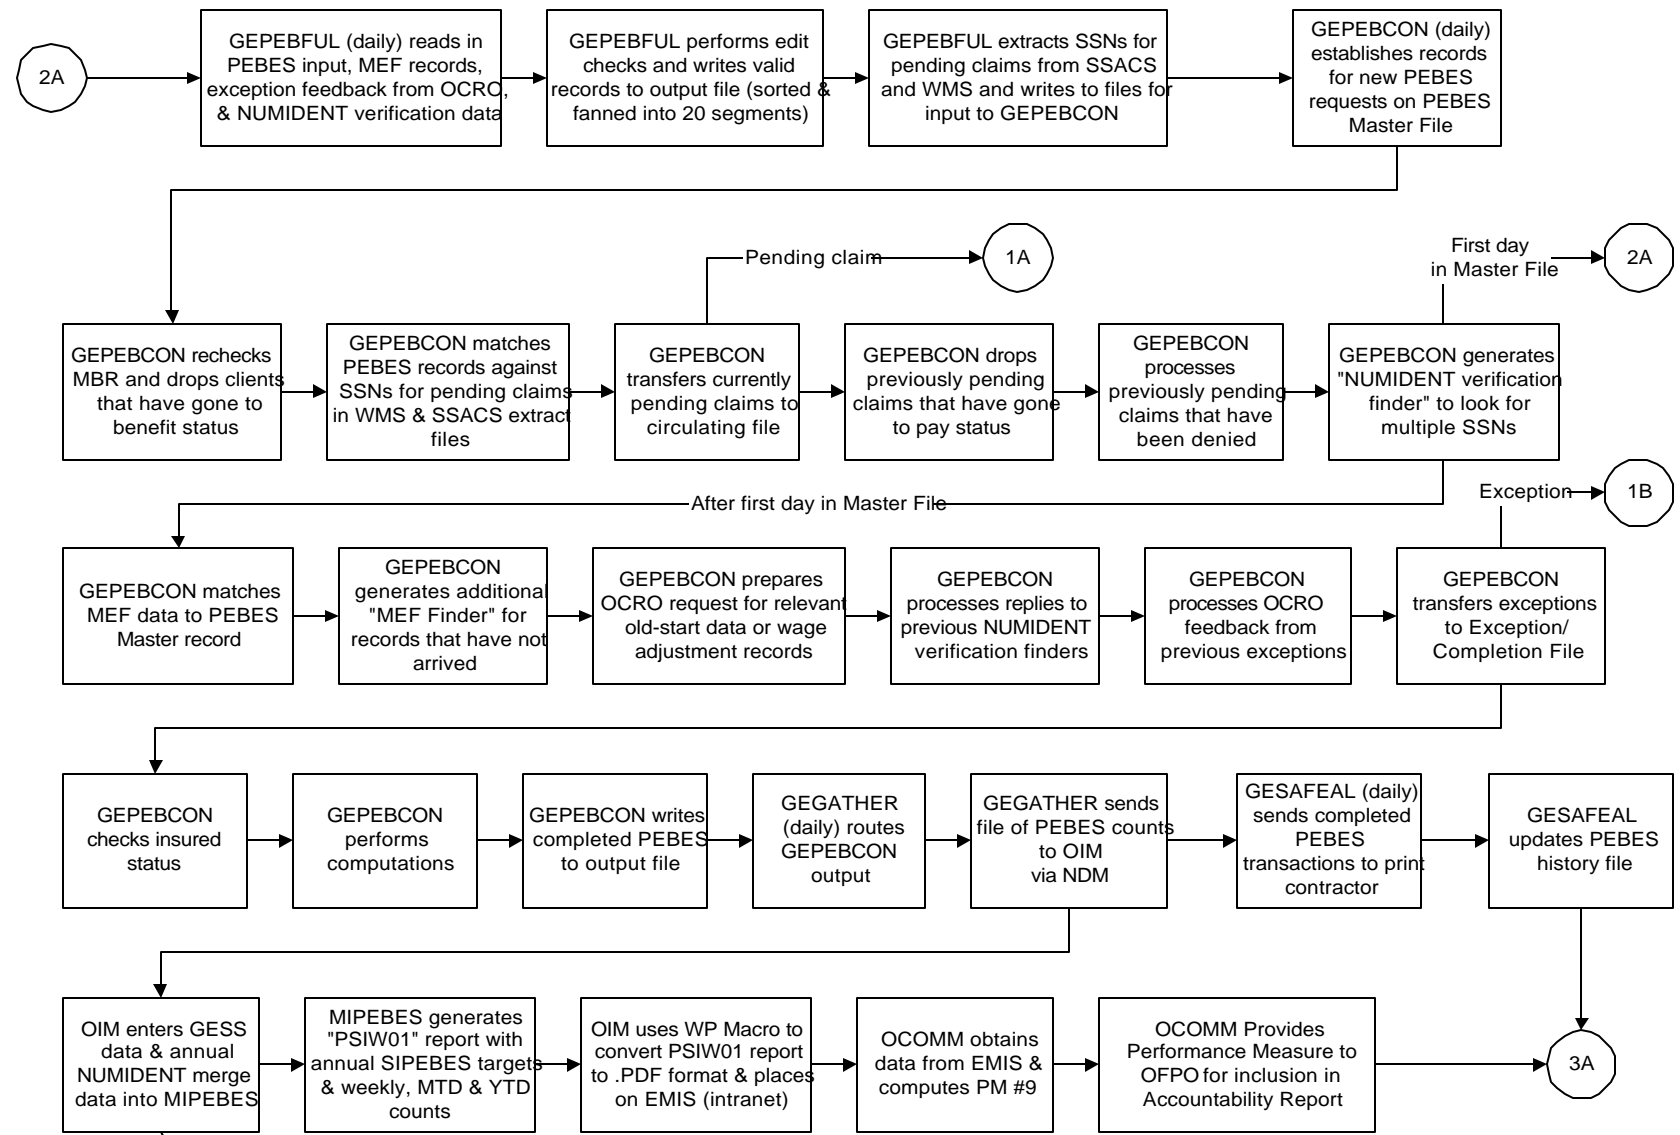 2A
GEPEBFUL (daily) reads in
PEBES input, MEF records,
exception feedback from OCRO,
& NUMIDENT verification data
GEPEBFUL performs edit
checks and writes valid
records to output file (sorted &
fanned into 20 segments)
GEPEBFUL extracts SSNs for
pending claims from SSACS
and WMS and writes to files for
input to GEPEBCON
GEPEBCON (daily)
establishes records
for new PEBES
requests on PEBES
Master File
Pending claim
1A
First day
in Master File
2A
GEPEBCON rechecks
MBR and drops clients
that have gone to
benefit status
GEPEBCON matches
PEBES records against
SSNs for pending claims
in WMS & SSACS extract
files
GEPEBCON
transfers currently
pending claims to
circulating file
GEPEBCON drops
previously pending
claims that have gone
to pay status
GEPEBCON
processes
previously pending
claims that have
been denied
GEPEBCON generates
"NUMIDENT verification
finder" to look for
multiple SSNs
After first day in Master File
Exception
1B
GEPEBCON matches
MEF data to PEBES
Master record
GEPEBCON
generates additional
"MEF Finder" for
records that have not
arrived
GEPEBCON prepares
OCRO request for relevant
old-start data or wage
adjustment records
GEPEBCON
processes replies to
previous NUMIDENT
verification finders
GEPEBCON
processes OCRO
feedback from
previous exceptions
GEPEBCON
transfers exceptions
to Exception/
Completion File
GEPEBCON
checks insured
status
GEPEBCON
performs
computations
GEPEBCON writes
completed PEBES
to output file
GEGATHER
(daily) routes
GEPEBCON
output
GEGATHER sends
file of PEBES counts
to OIM
via NDM
GESAFEAL (daily)
sends completed
PEBES
transactions to print
contractor
GESAFEAL
updates PEBES
history file
OIM enters GESS
data & annual
NUMIDENT merge
data into MIPEBES
MIPEBES generates
"PSIW01" report with
annual SIPEBES targets
& weekly, MTD & YTD
counts
OIM uses WP Macro to
convert PSIW01 report
to .PDF format & places
on EMIS (intranet)
OCOMM obtains
data from EMIS &
computes PM #9
OCOMM Provides
Performance Measure to
OFPO for inclusion in
Accountability Report
3A